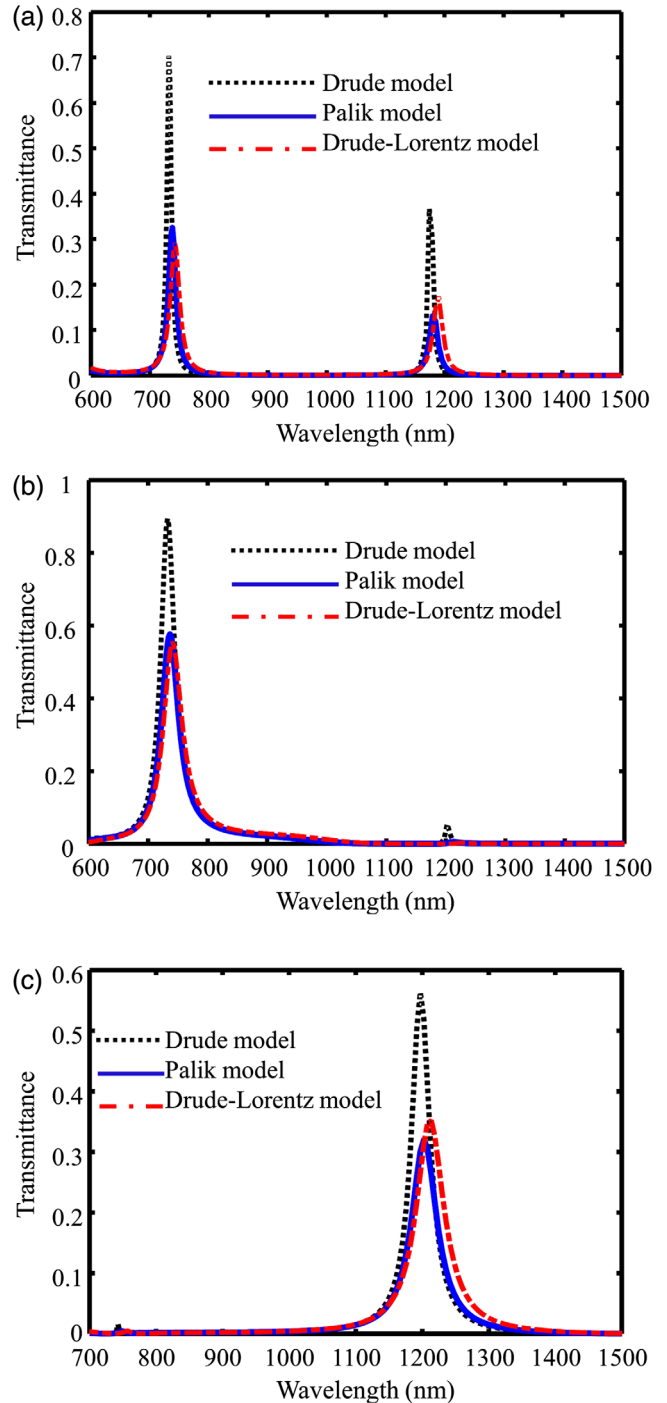 (a)
0.8
0.7
0.6
0.5
0.4
0.3
0.2
0.1
0
Transmittance
Drude model
Palik model
Drude-Lorentz model
600 700 800 900 1000 1100 1200 1300 1400 1500
Wavelength (nm)
(b)
1
0.8
0.6
0.4
0.2
0
Transmittance
Drude model
Palik model
Drude-Lorentz model
600 700 800 900 1000 1100 1200 1300 1400 1500
Wavelength (nm)
(c)
0.6
0.5
0.4
0.3
0.2
0.1
0
Transmittance
Drude model
Palik model
Drude-Lorentz model
700 800 900 1000 1100 1200 1300 1400 1500
Wavelength (nm)